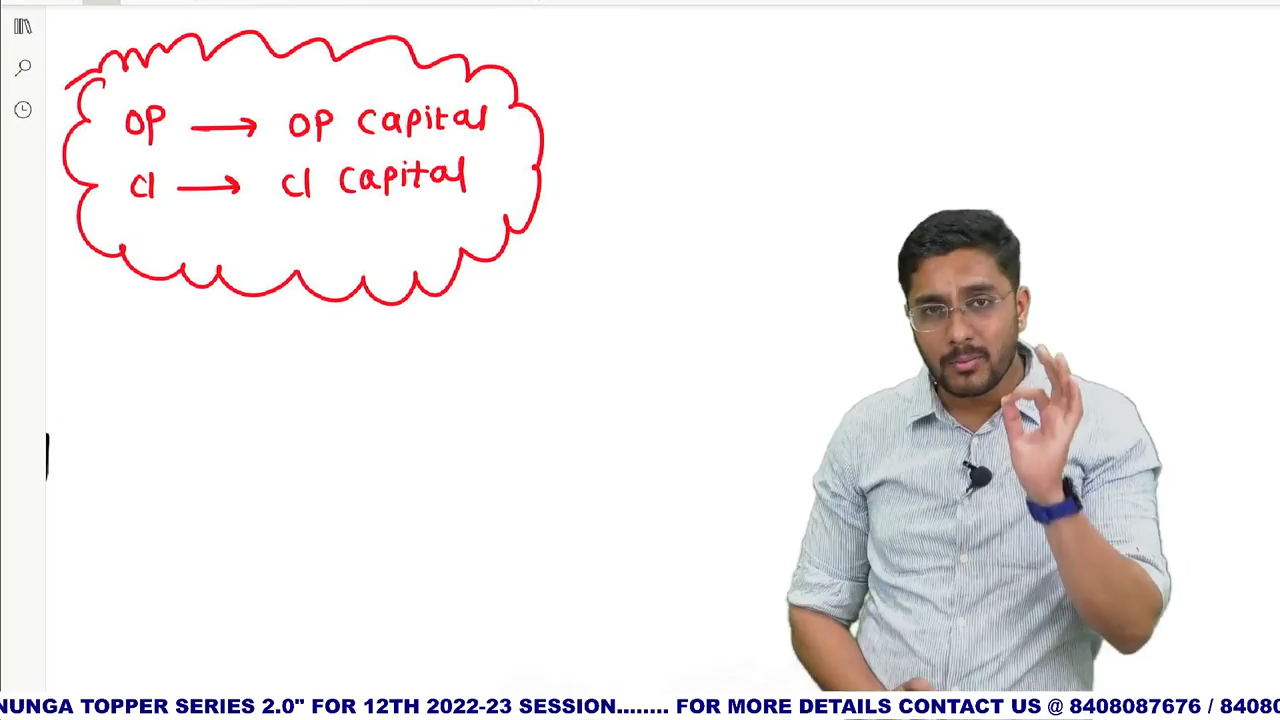 OP → OP Capital
Cl → Cl Capital
NUNGA TOPPER SERIES 2.0" FOR 12TH 2022-23 SESSION........ FOR MORE DETAILS CONTACT US @ 8408087676 / 84080